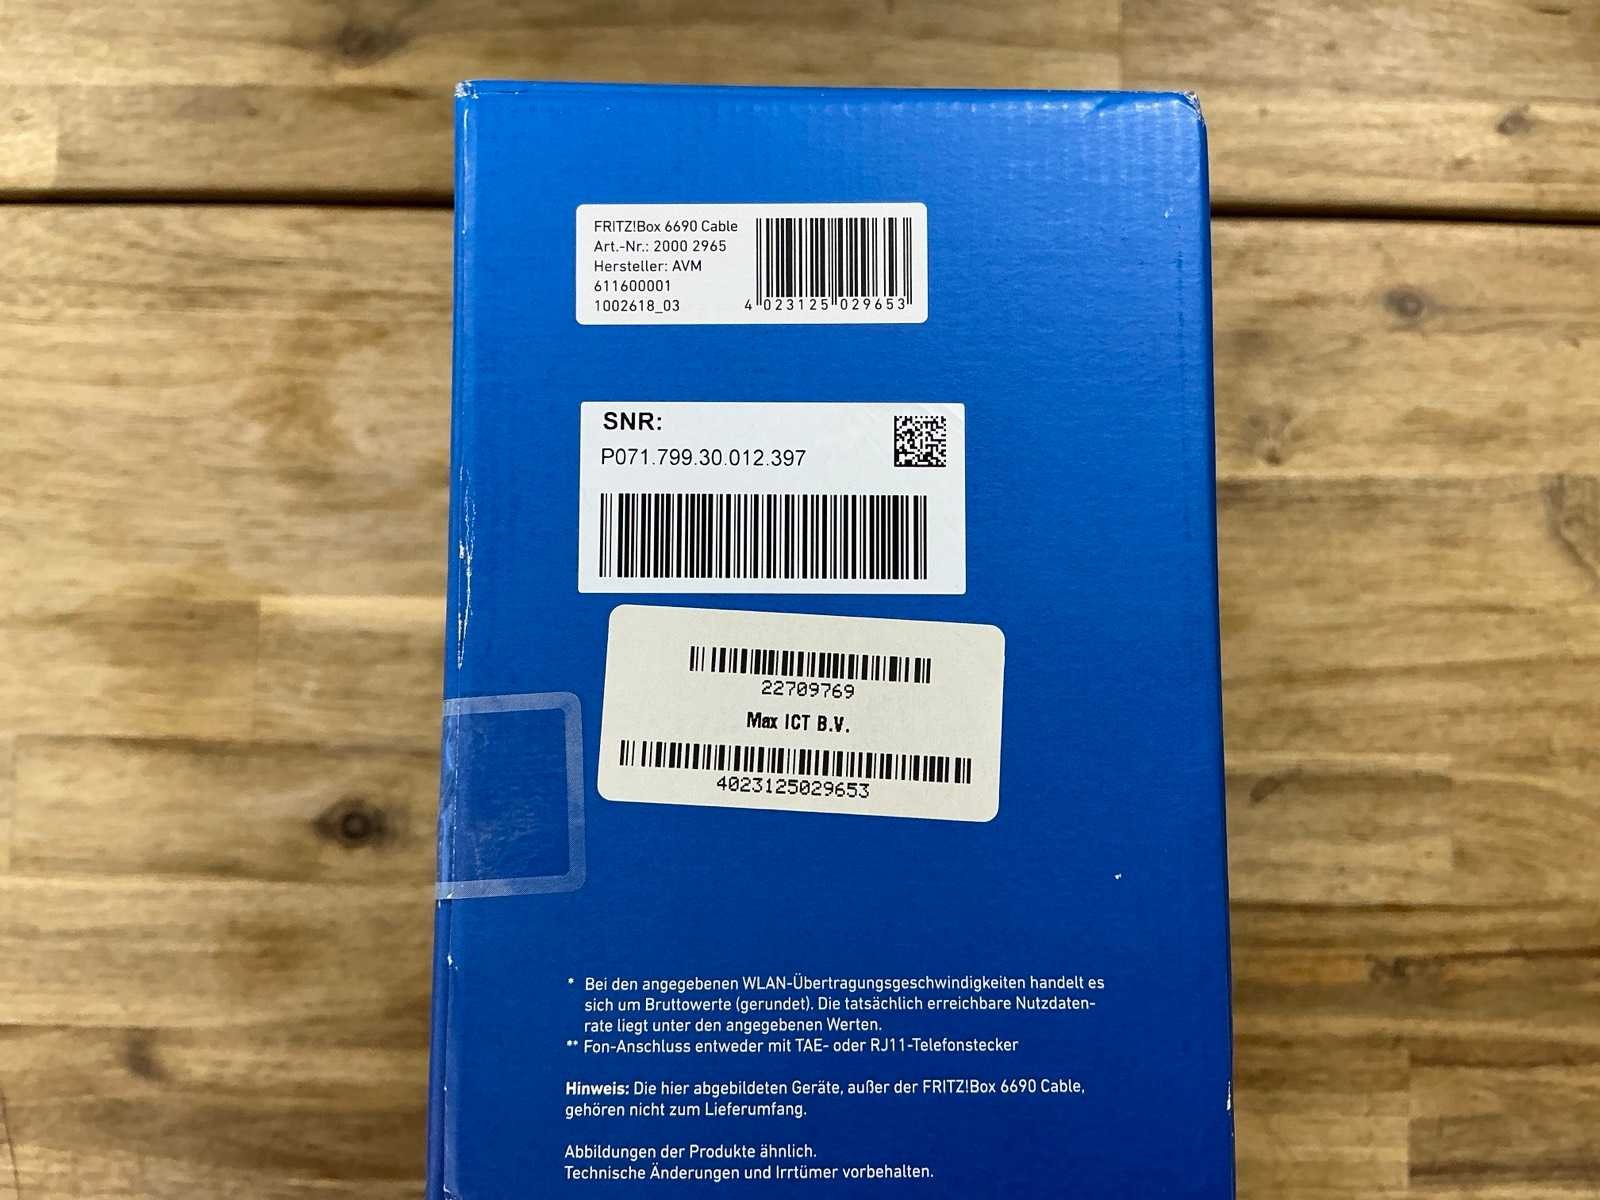 FRITZ!Box 6690 Cable
Art.-Nr.: 2000 2965
Hersteller: AVM
611600001
1002618_03
4 023125 029653
SNR:
P071.799.30.012.397
22709769
Max ICT B.V.
4023125029653
* Bei den angegebenen WLAN-Übertragungsgeschwindigkeiten handelt es
sich um Bruttowerte (gerundet). Die tatsächlich erreichbare Nutzdaten-
rate liegt unter den angegebenen Werten.
** Fon-Anschluss entweder mit TAE- oder RJ11-Telefonstecker
Hinweis: Die hier abgebildeten Geräte, außer der FRITZ!Box 6690 Cable,
gehören nicht zum Lieferumfang.
Abbildungen der Produkte ähnlich.
Technische Änderungen und Irrtümer vorbehalten.